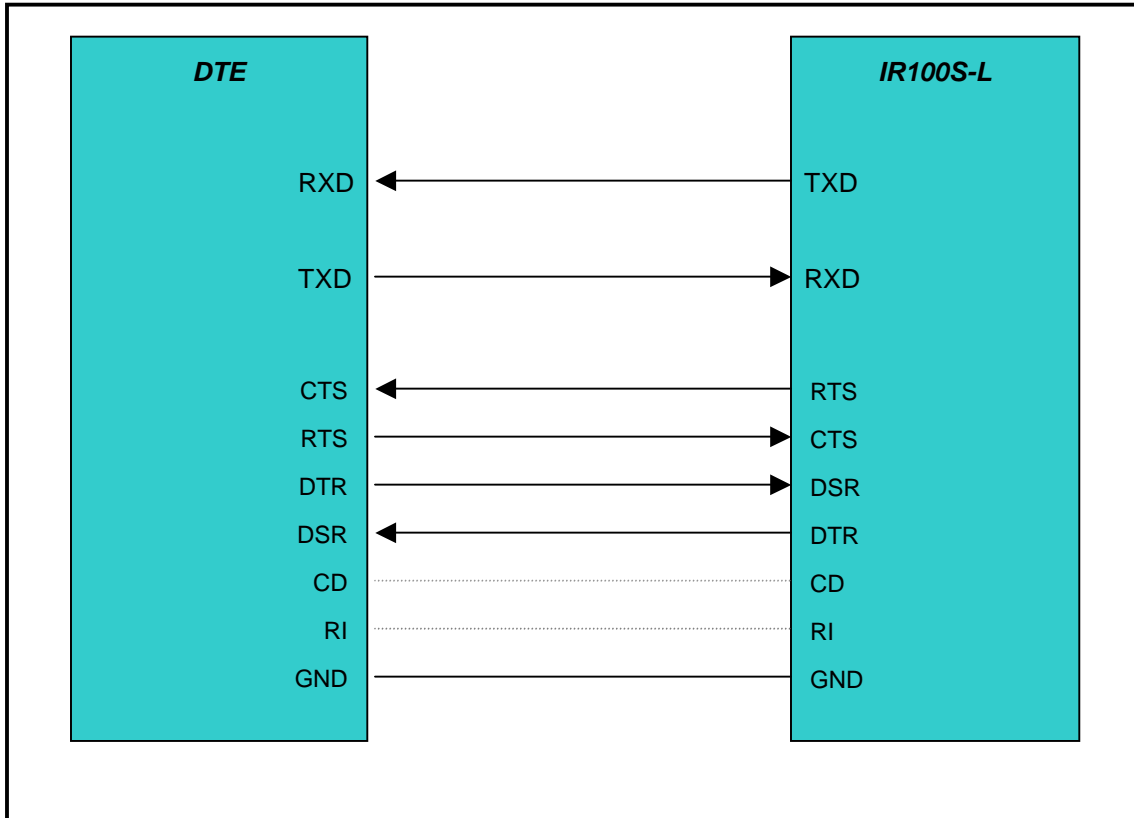 DTE IR100S-L
RXD TXD
TXD RXD
CTS RTS
RTS CTS
DTR DSR
DSR DTR
CD CD
RI RI
GND GND